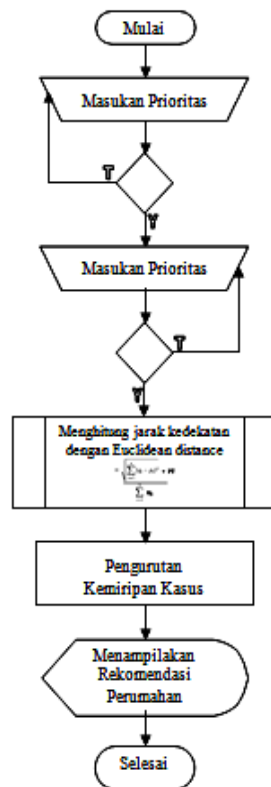 Mulai
Masukan Prioritas
T
Y
Masukan Prioritas
T
Y
Menghitung jarak kedekatan
dengan Euclidean distance
Pengurutan
Kemiripan Kasus
Menampilakan
Rekomendasi
Perumahan
Selesai